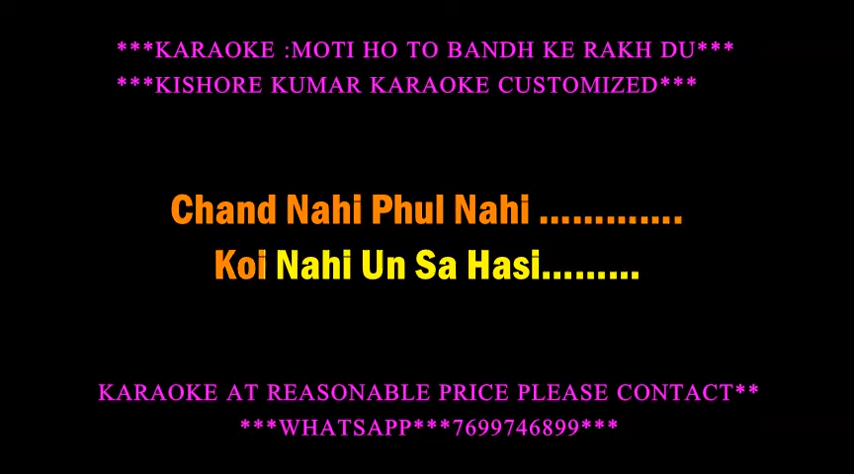 ***KARAOKE :MOTI HO TO BANDH KE RAKH DU***
***KISHORE KUMAR KARAOKE CUSTOMIZED***
Chand Nahi Phul Nahi .............
Koi Nahi Un Sa Hasi.........
KARAOKE AT REASONABLE PRICE PLEASE CONTACT**
***WHATSAPP***7699746899***